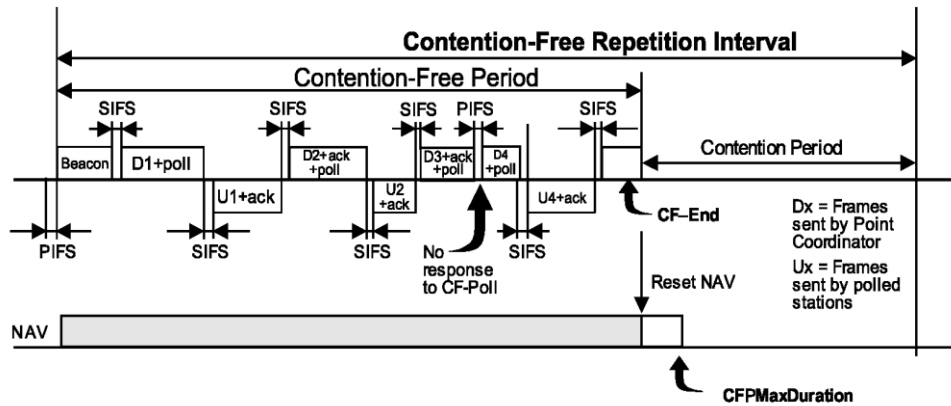 Contention-Free Repetition Interval
Contention-Free Period
SIFS
SIFS
SIFS
PIFS
SIFS
Contention Period
Beacon
D1+poll
D2+ack
+poll
D3+ack
+poll
D4
+poll
U1+ack
U2
+ack
U4+ack
CF–End
PIFS
SIFS
SIFS
SIFS
No
response
to CF-Poll
Dx = Frames
sent by Point
Coordinator
Ux = Frames
sent by polled
stations
Reset NAV
NAV
CFPMaxDuration